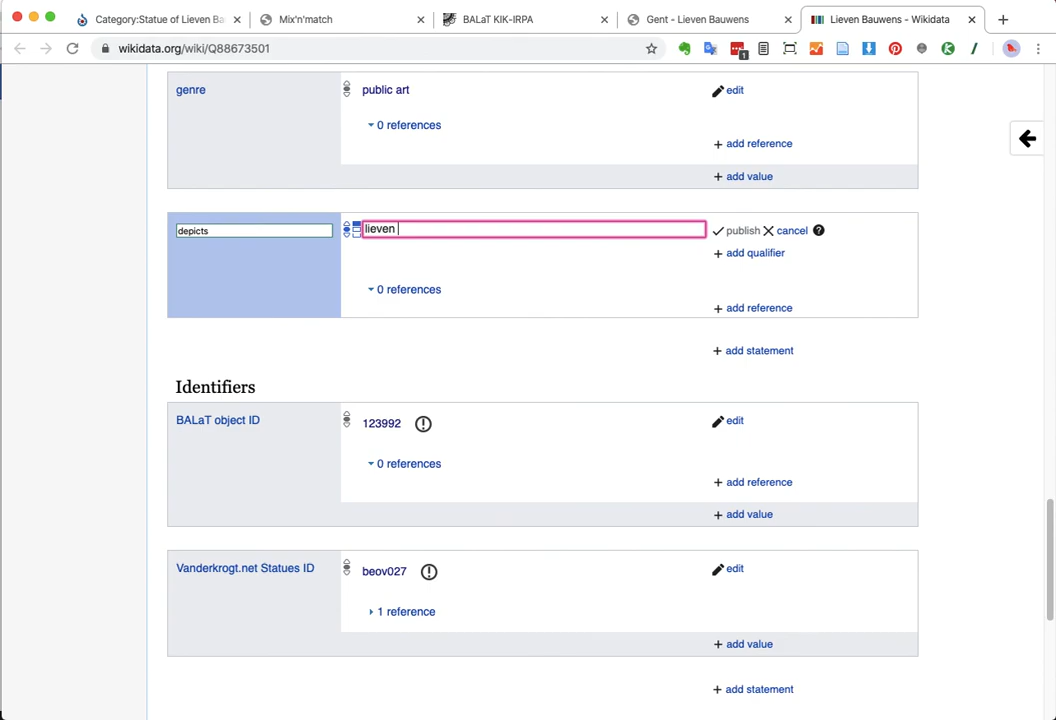 Category:Statue of Lieven Ba
Mix'n'match
BALaT KIK-IRPA
Gent - Lieven Bauwens
Lieven Bauwens - Wikidata
wikidata.org/wiki/Q88673501
1
genre
public art
edit
0 references
+ add reference
+ add value
depicts
lieven
publish
cancel
?
+ add qualifier
0 references
+ add reference
+ add statement
Identifiers
BALaT object ID
123992
edit
0 references
+ add reference
+ add value
Vanderkrogt.net Statues ID
beov027
edit
1 reference
+ add value
+ add statement